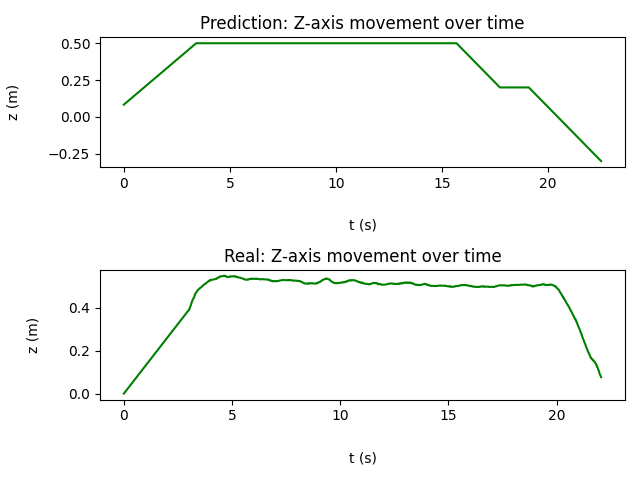 Prediction: Z-axis movement over time
z (m)
0.50
0.25
0.00
−0.25
0 5 10 15 20
t (s)
Real: Z-axis movement over time
z (m)
0.4
0.2
0.0
0 5 10 15 20
t (s)